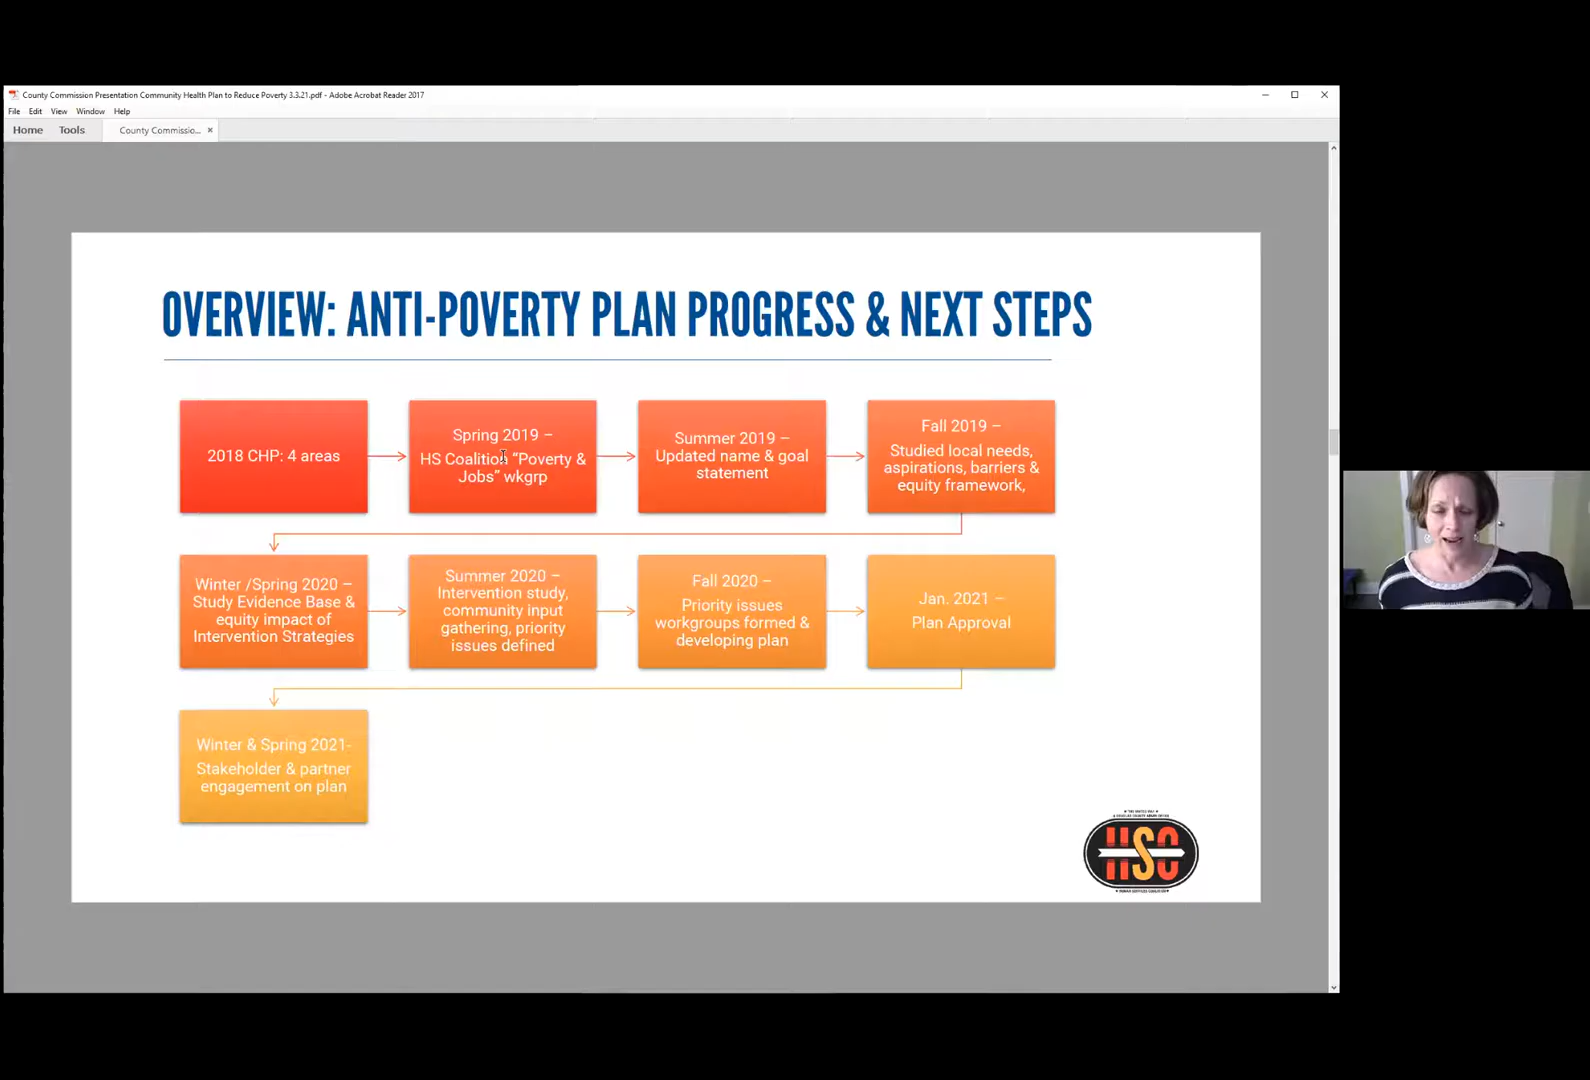 County Commission Presentation Community Health Plan to Reduce Poverty 3.3.21.pdf - Adobe Acrobat Reader 2017
File Edit View Window Help
Home Tools County Commissio... ×
OVERVIEW: ANTI-POVERTY PLAN PROGRESS & NEXT STEPS
2018 CHP: 4 areas
Spring 2019 –
HS Coalition "Poverty &
Jobs" wkgrp
Summer 2019 –
Updated name & goal
statement
Fall 2019 –
Studied local needs,
aspirations, barriers &
equity framework,
Winter /Spring 2020 –
Study Evidence Base &
equity impact of
Intervention Strategies
Summer 2020 –
Intervention study,
community input
gathering, priority
issues defined
Fall 2020 –
Priority issues
workgroups formed &
developing plan
Jan. 2021 –
Plan Approval
Winter & Spring 2021-
Stakeholder & partner
engagement on plan
HSC
HUMAN SERVICES COALITION